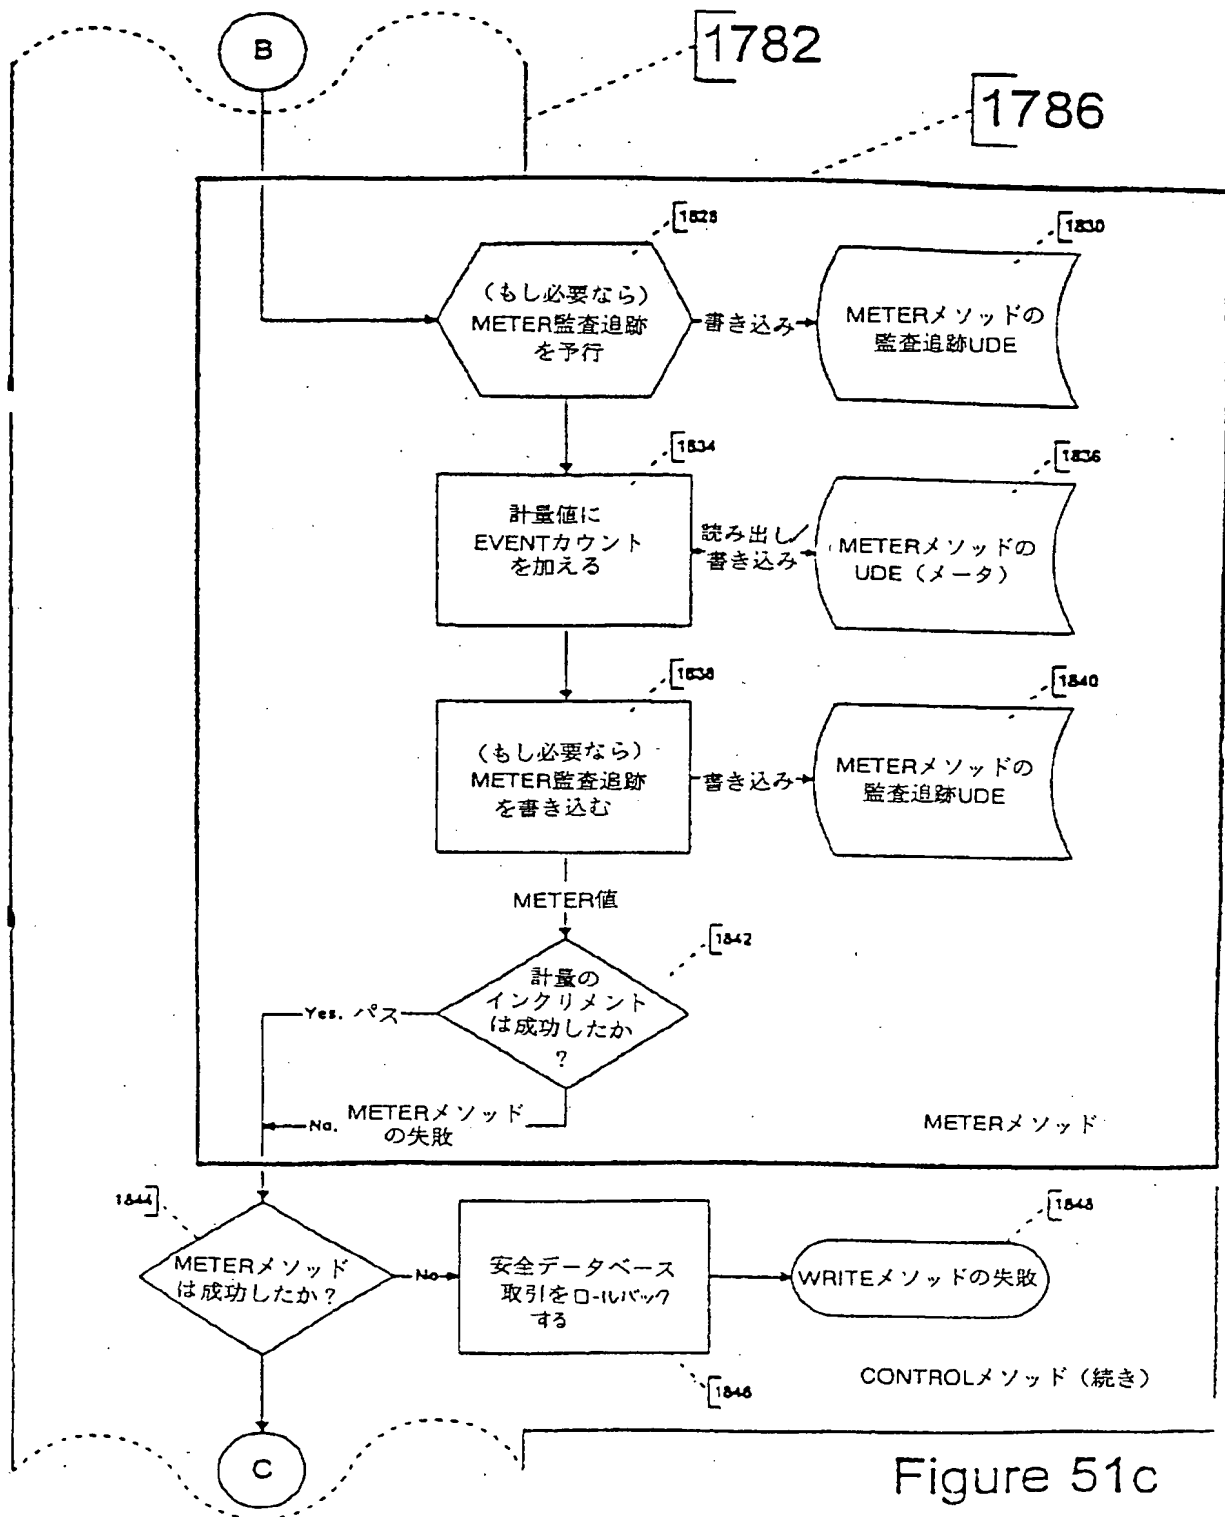 B
1782
1786
1828
(もし必要なら)
METER監査追跡
を予行
書き込み
1830
METERメソッドの
監査追跡UDE
1834
計量値に
EVENTカウント
を加える
読み出し/
書き込み
1836
METERメソッドの
UDE(メータ)
1838
(もし必要なら)
METER監査追跡
を書き込む
書き込み
1840
METERメソッドの
監査追跡UDE
METER値
1842
計量の
インクリメント
は成功したか
?
Yes. パス
No. METERメソッド
の失敗
METERメソッド
1844
METERメソッド
は成功したか?
No
安全データベース
取引をロールバック
する
1846
1848
WRITEメソッドの失敗
CONTROLメソッド(続き)
C
Figure 51c